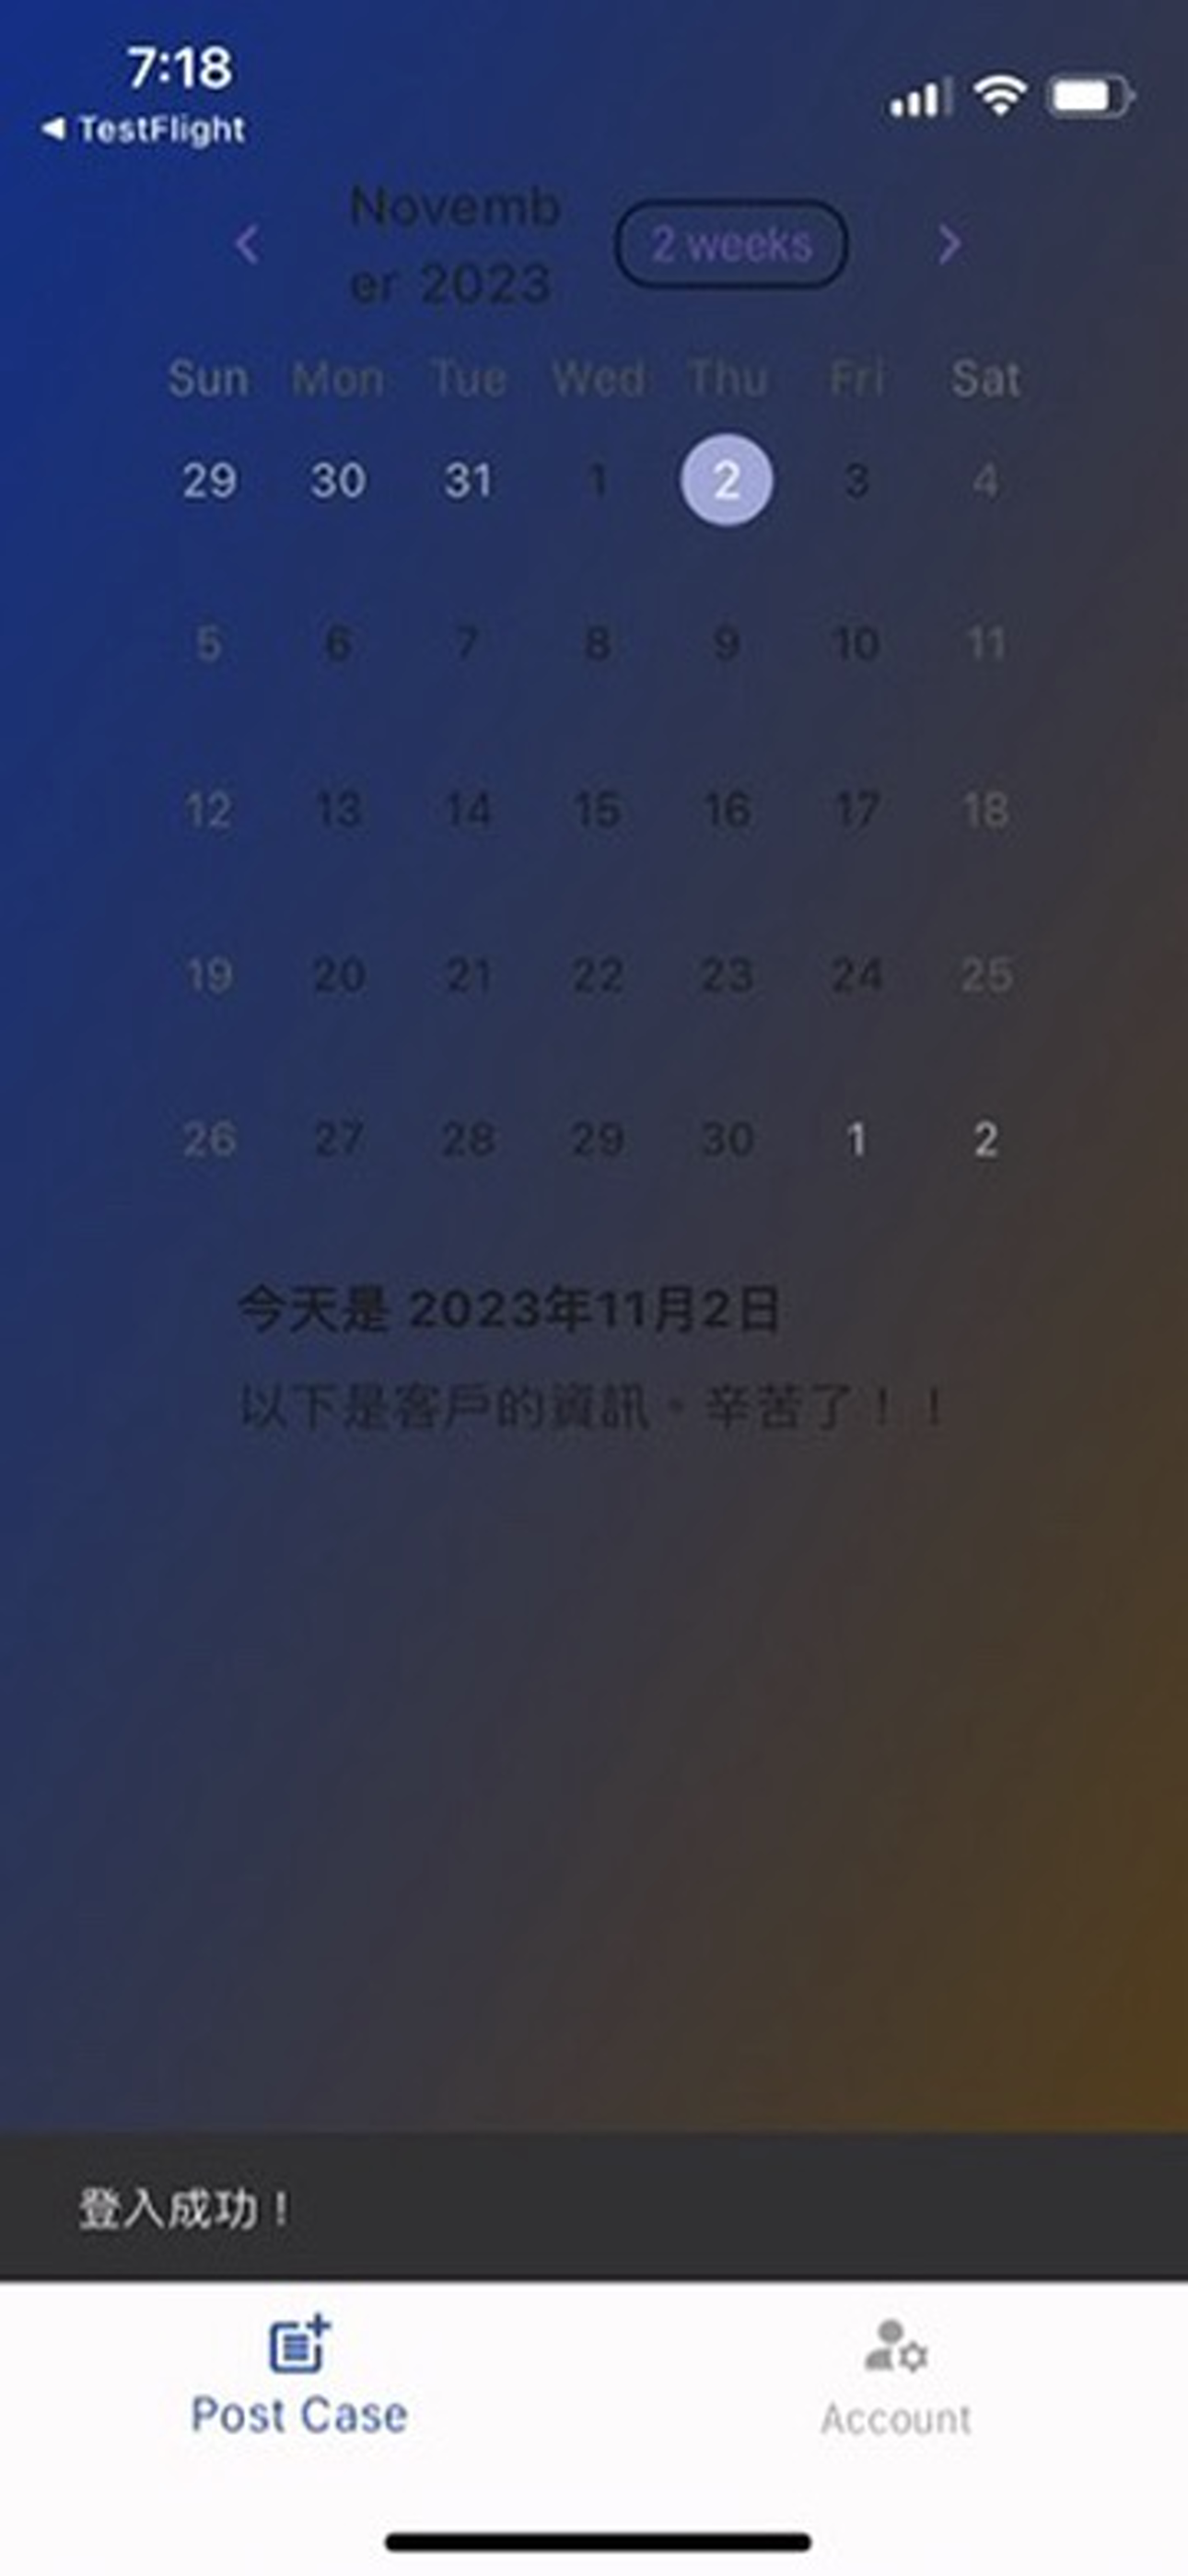 7:18
◀ TestFlight
Novemb
er 2023
2 weeks
Sun Mon Tue Wed Thu Fri Sat
29 30 31 1 2 3 4
5 6 7 8 9 10 11
12 13 14 15 16 17 18
19 20 21 22 23 24 25
26 27 28 29 30 1 2
今天是 2023年11月2日
以下是客戶的資訊。辛苦了！！
登入成功！
Post Case
Account